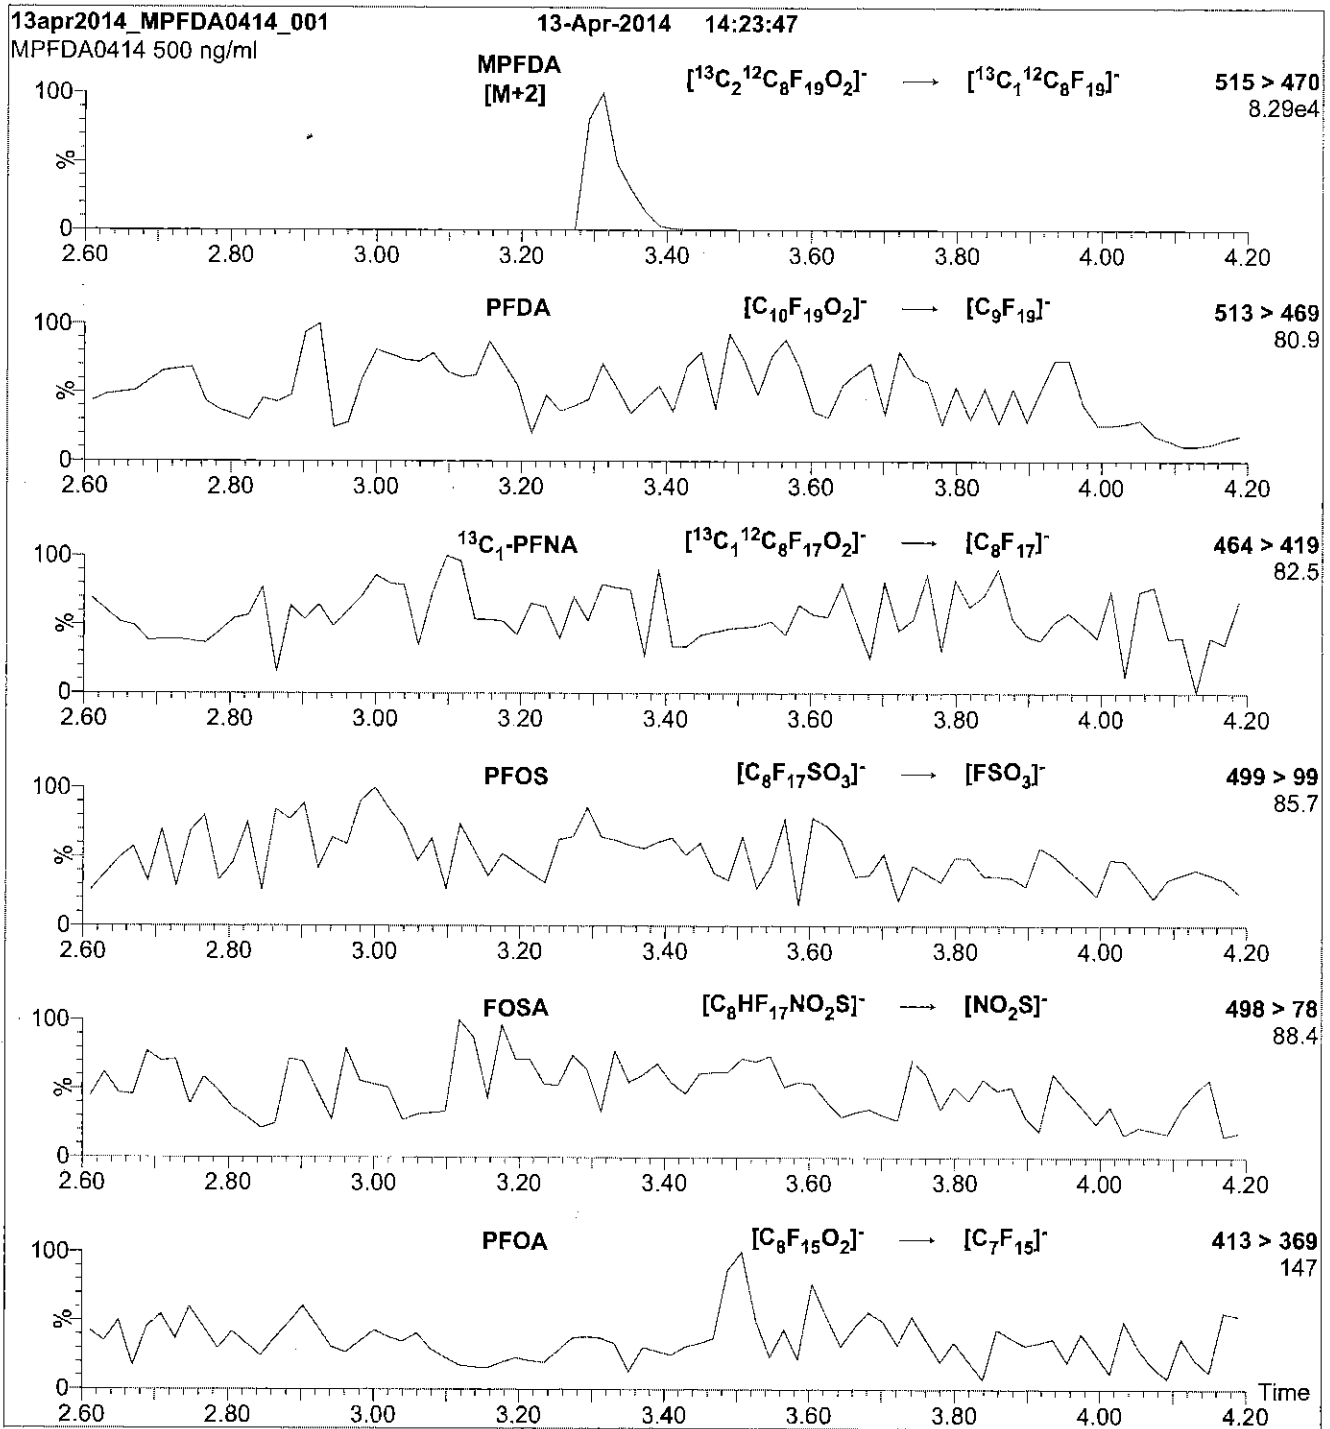 13apr2014_MPFDA0414_001 13-Apr-2014 14:23:47
MPFDA0414 500 ng/ml
MPFDA [¹³C₂¹²C₈F₁₉O₂]⁻ → [¹³C₁¹²C₈F₁₉]⁻ 515 > 470
[M+2] 8.29e4
100
%
0
2.60 2.80 3.00 3.20 3.40 3.60 3.80 4.00 4.20
PFDA [C₁₀F₁₉O₂]⁻ → [C₉F₁₉]⁻ 513 > 469
80.9
100
%
0
2.60 2.80 3.00 3.20 3.40 3.60 3.80 4.00 4.20
¹³C₁-PFNA [¹³C₁¹²C₈F₁₇O₂]⁻ → [C₈F₁₇]⁻ 464 > 419
82.5
100
%
0
2.60 2.80 3.00 3.20 3.40 3.60 3.80 4.00 4.20
PFOS [C₈F₁₇SO₃]⁻ → [FSO₃]⁻ 499 > 99
85.7
100
%
0
2.60 2.80 3.00 3.20 3.40 3.60 3.80 4.00 4.20
FOSA [C₈HF₁₇NO₂S]⁻ → [NO₂S]⁻ 498 > 78
88.4
100
%
0
2.60 2.80 3.00 3.20 3.40 3.60 3.80 4.00 4.20
PFOA [C₈F₁₅O₂]⁻ → [C₇F₁₅]⁻ 413 > 369
147
100
%
0
Time
2.60 2.80 3.00 3.20 3.40 3.60 3.80 4.00 4.20